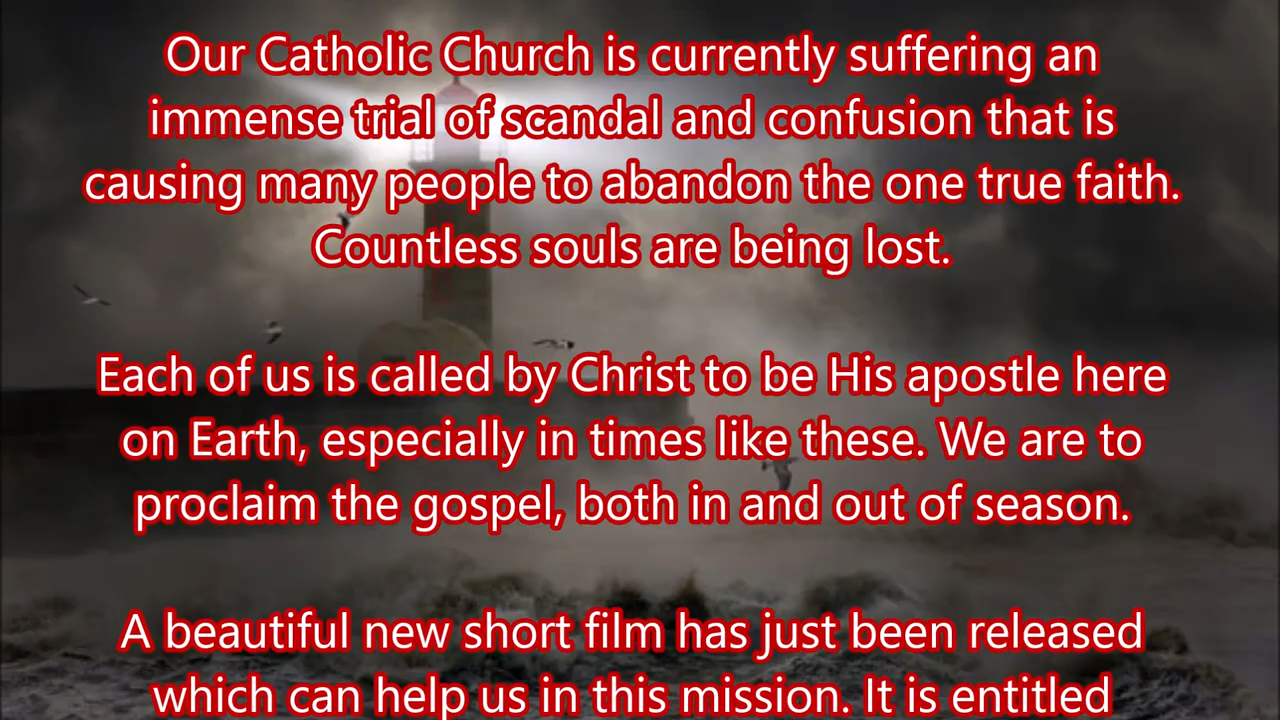 Our Catholic Church is currently suffering an
immense trial of scandal and confusion that is
causing many people to abandon the one true faith.
Countless souls are being lost.
Each of us is called by Christ to be His apostle here
on Earth, especially in times like these. We are to
proclaim the gospel, both in and out of season.
A beautiful new short film has just been released
which can help us in this mission. It is entitled